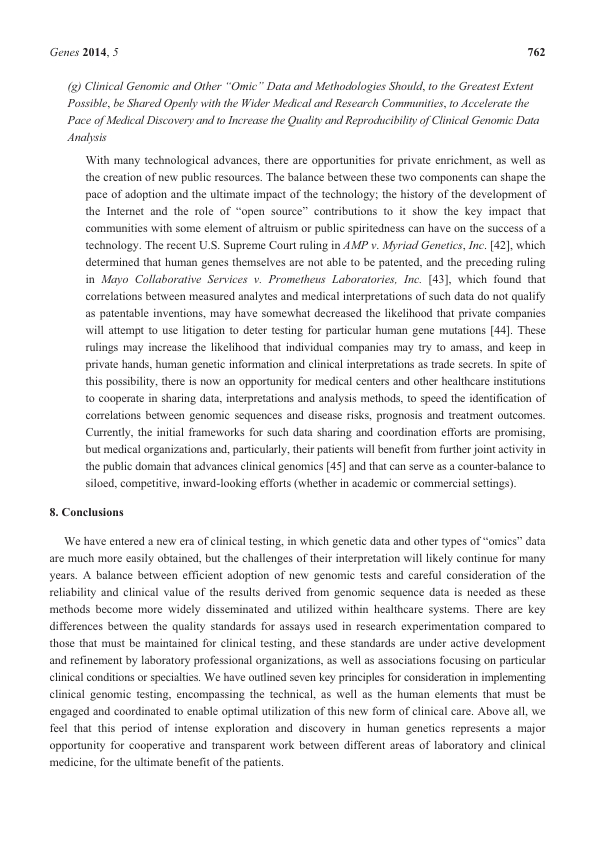 Genes 2014, 5 762
(g) Clinical Genomic and Other “Omic” Data and Methodologies Should, to the Greatest Extent
Possible, be Shared Openly with the Wider Medical and Research Communities, to Accelerate the
Pace of Medical Discovery and to Increase the Quality and Reproducibility of Clinical Genomic Data
Analysis
With many technological advances, there are opportunities for private enrichment, as well as
the creation of new public resources. The balance between these two components can shape the
pace of adoption and the ultimate impact of the technology; the history of the development of
the Internet and the role of “open source” contributions to it show the key impact that
communities with some element of altruism or public spiritedness can have on the success of a
technology. The recent U.S. Supreme Court ruling in AMP v. Myriad Genetics, Inc. [42], which
determined that human genes themselves are not able to be patented, and the preceding ruling
in Mayo Collaborative Services v. Prometheus Laboratories, Inc. [43], which found that
correlations between measured analytes and medical interpretations of such data do not qualify
as patentable inventions, may have somewhat decreased the likelihood that private companies
will attempt to use litigation to deter testing for particular human gene mutations [44]. These
rulings may increase the likelihood that individual companies may try to amass, and keep in
private hands, human genetic information and clinical interpretations as trade secrets. In spite of
this possibility, there is now an opportunity for medical centers and other healthcare institutions
to cooperate in sharing data, interpretations and analysis methods, to speed the identification of
correlations between genomic sequences and disease risks, prognosis and treatment outcomes.
Currently, the initial frameworks for such data sharing and coordination efforts are promising,
but medical organizations and, particularly, their patients will benefit from further joint activity in
the public domain that advances clinical genomics [45] and that can serve as a counter-balance to
siloed, competitive, inward-looking efforts (whether in academic or commercial settings).
8. Conclusions
We have entered a new era of clinical testing, in which genetic data and other types of “omics” data
are much more easily obtained, but the challenges of their interpretation will likely continue for many
years. A balance between efficient adoption of new genomic tests and careful consideration of the
reliability and clinical value of the results derived from genomic sequence data is needed as these
methods become more widely disseminated and utilized within healthcare systems. There are key
differences between the quality standards for assays used in research experimentation compared to
those that must be maintained for clinical testing, and these standards are under active development
and refinement by laboratory professional organizations, as well as associations focusing on particular
clinical conditions or specialties. We have outlined seven key principles for consideration in implementing
clinical genomic testing, encompassing the technical, as well as the human elements that must be
engaged and coordinated to enable optimal utilization of this new form of clinical care. Above all, we
feel that this period of intense exploration and discovery in human genetics represents a major
opportunity for cooperative and transparent work between different areas of laboratory and clinical
medicine, for the ultimate benefit of the patients.